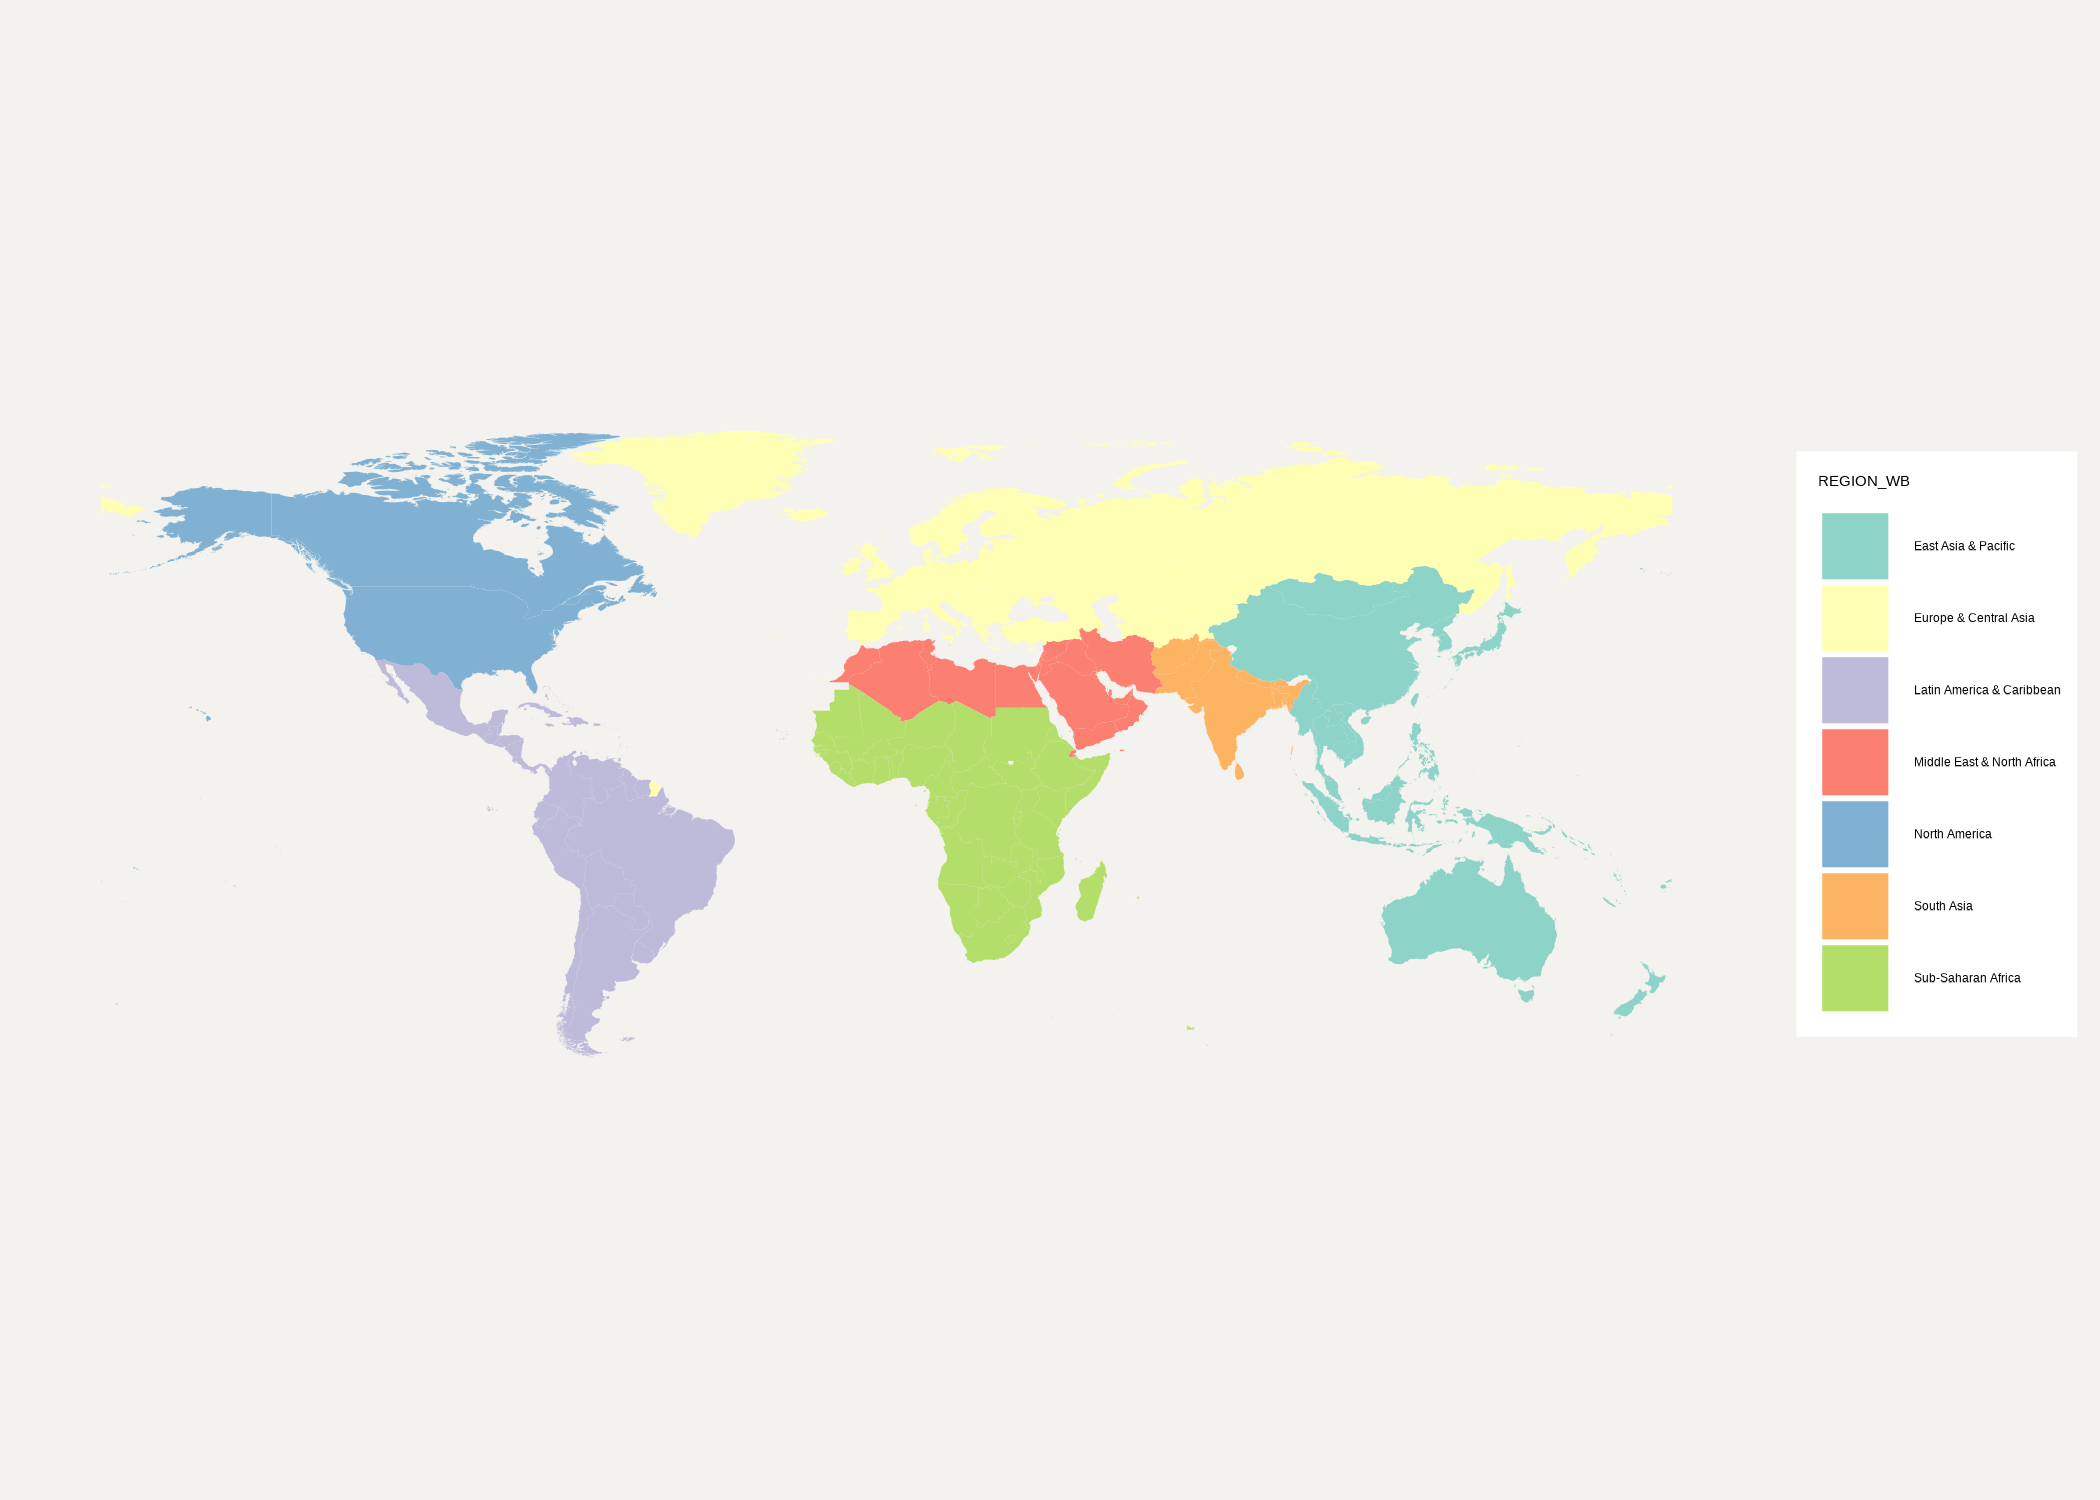 REGION_WB
East Asia & Pacific
Europe & Central Asia
Latin America & Caribbean
Middle East & North Africa
North America
South Asia
Sub-Saharan Africa